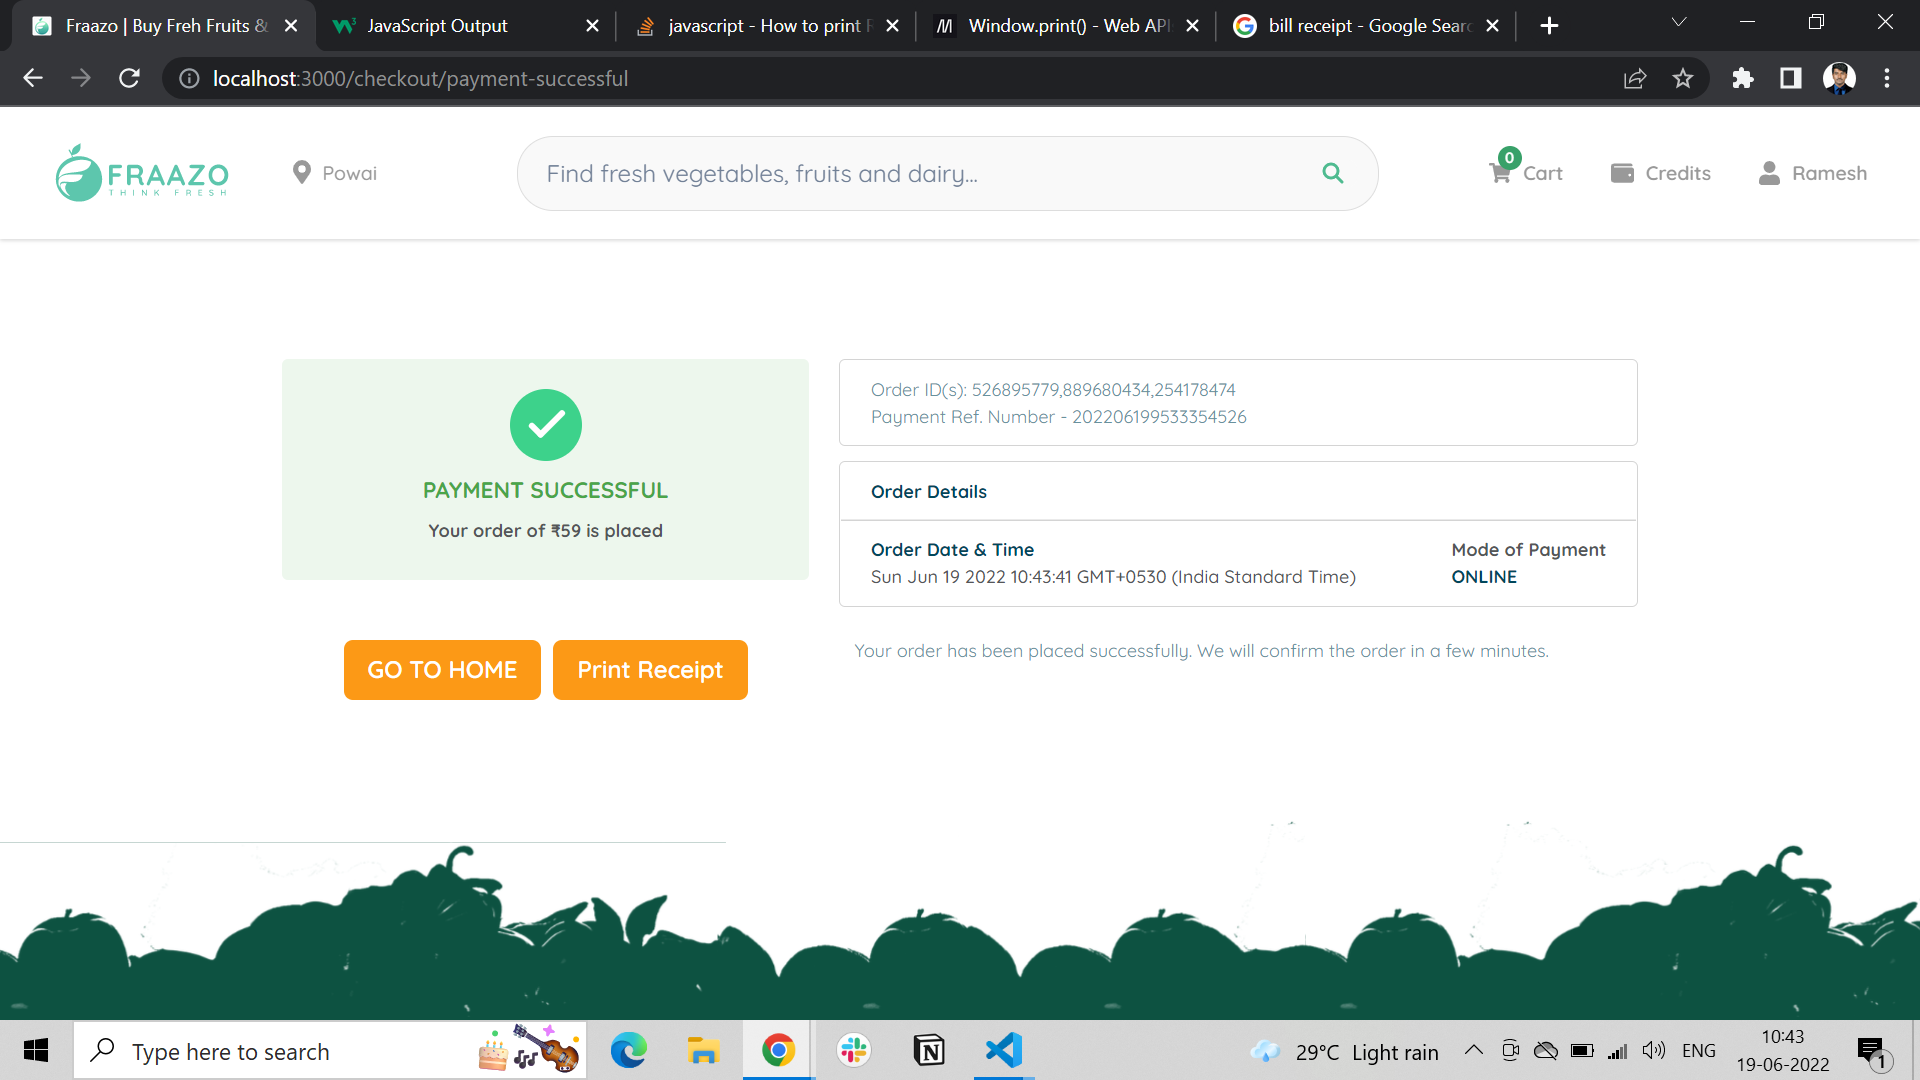 Fraazo | Buy Freh Fruits &
JavaScript Output
javascript - How to print
Window.print() - Web API
bill receipt - Google Sear
localhost:3000/checkout/payment-successful
FRAAZO
THINK FRESH
Powai
Find fresh vegetables, fruits and dairy...
0
Cart
Credits
Ramesh
PAYMENT SUCCESSFUL
Your order of ₹59 is placed
GO TO HOME
Print Receipt
Order ID(s): 526895779,889680434,254178474
Payment Ref. Number - 202206199533354526
Order Details
Order Date & Time
Sun Jun 19 2022 10:43:41 GMT+0530 (India Standard Time)
Mode of Payment
ONLINE
Your order has been placed successfully. We will confirm the order in a few minutes.
Type here to search
29°C Light rain
ENG
10:43
19-06-2022
1